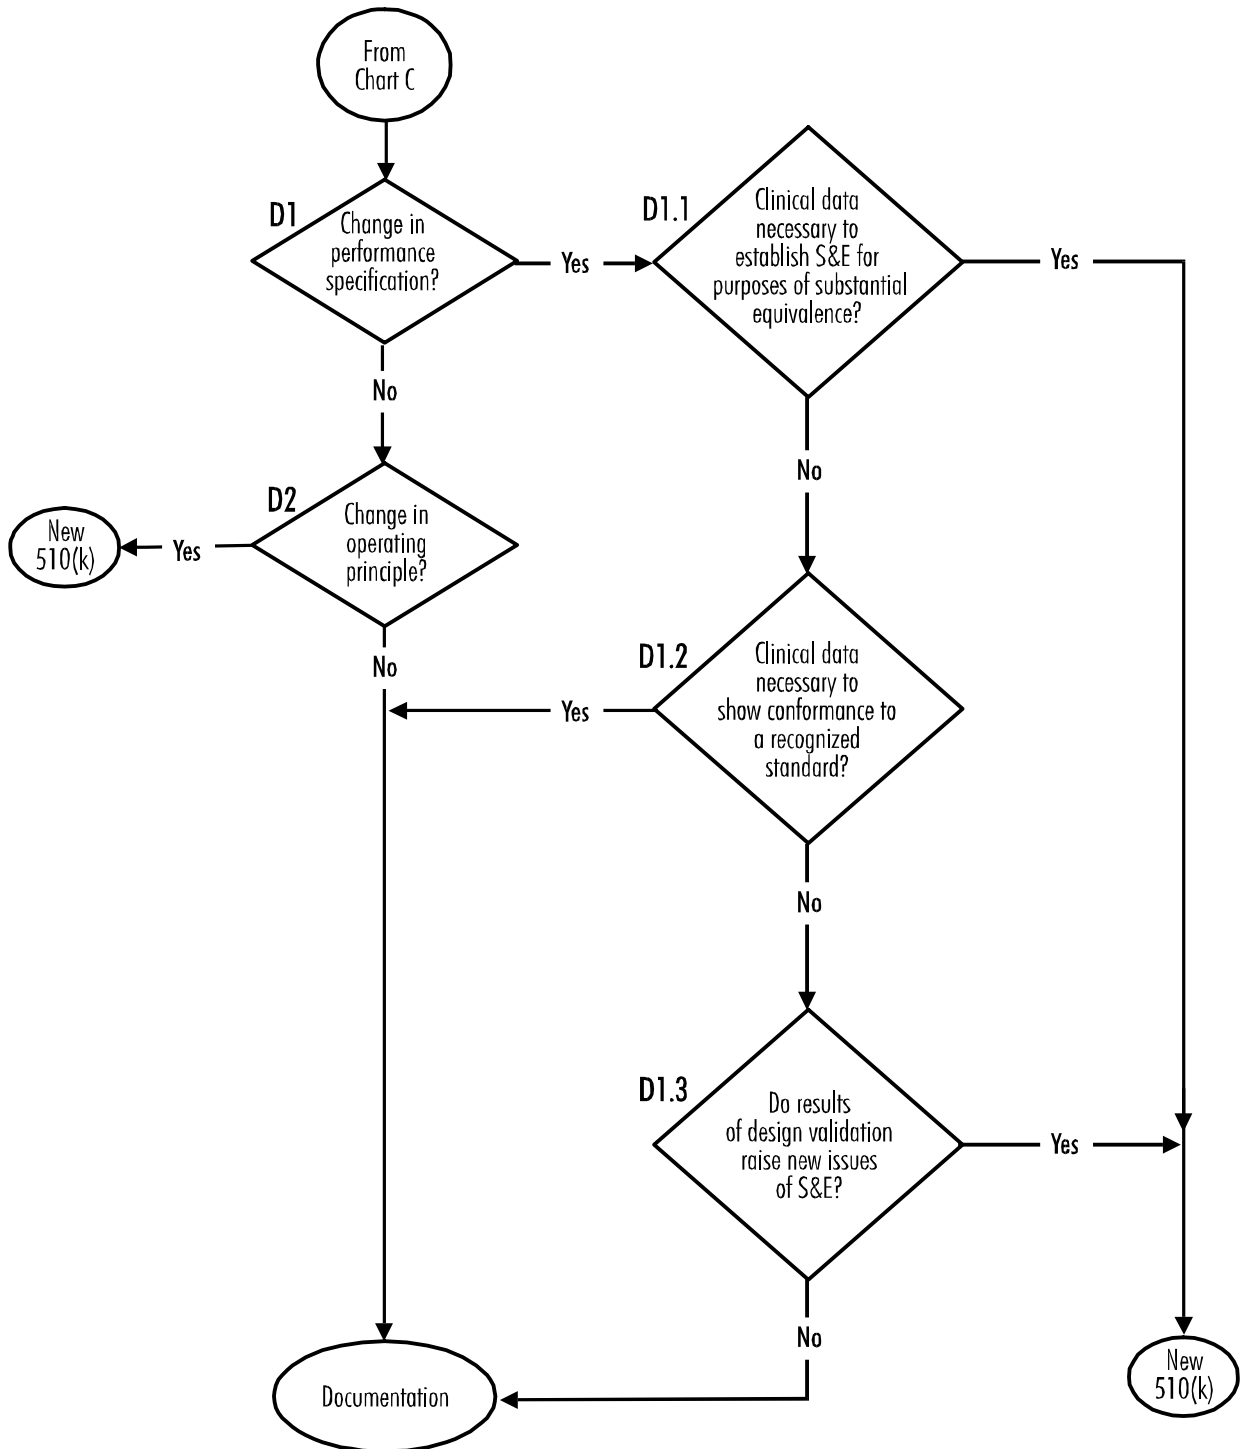 From
Chart C
D1
Change in
performance
specification?
Yes
D1.1
Clinical data
necessary to
establish S&E for
purposes of substantial
equivalence?
Yes
No
No
D2
Change in
operating
principle?
Yes
New
510(k)
No
D1.2
Clinical data
necessary to
show conformance to
a recognized
standard?
Yes
No
D1.3
Do results
of design validation
raise new issues
of S&E?
Yes
No
Documentation
New
510(k)